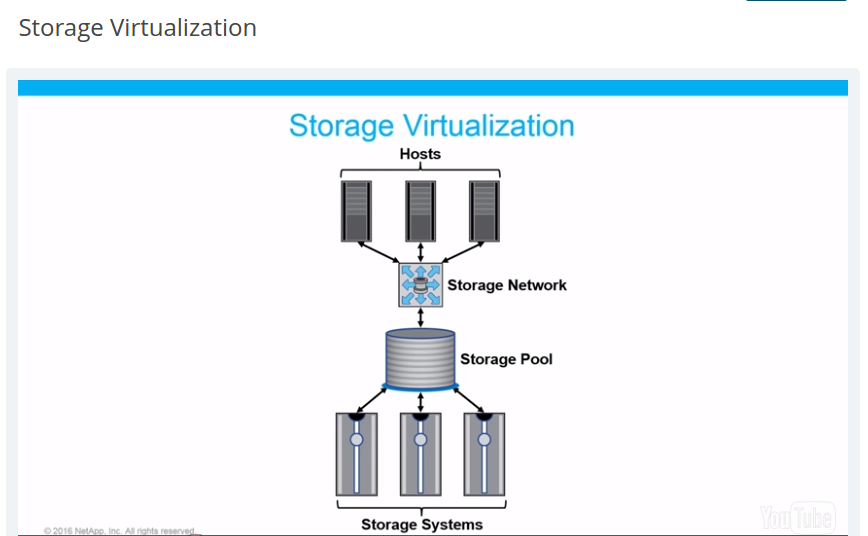 Storage Virtualization
Storage Virtualization
Hosts
Storage Network
Storage Pool
Storage Systems
© 2016 NetApp, Inc. All rights reserved.
YouTube